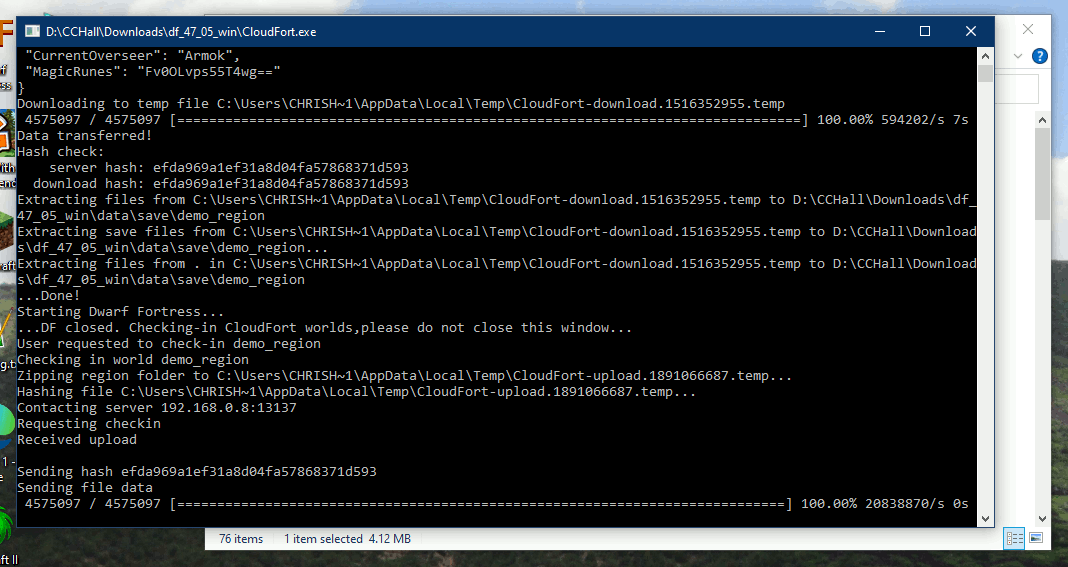 D:\CCHall\Downloads\df_47_05_win\CloudFort.exe
"CurrentOverseer": "Armok",
"MagicRunes": "Fv0OLvps55T4wg=="
}
Downloading to temp file C:\Users\CHRISH~1\AppData\Local\Temp\CloudFort-download.1516352955.temp
4575097 / 4575097 [==============================================================================] 100.00% 594202/s 7s
Data transferred!
Hash check:
server hash: efda969a1ef31a8d04fa57868371d593
download hash: efda969a1ef31a8d04fa57868371d593
Extracting files from C:\Users\CHRISH~1\AppData\Local\Temp\CloudFort-download.1516352955.temp to D:\CCHall\Downloads\df_
47_05_win\data\save\demo_region
Extracting save files from C:\Users\CHRISH~1\AppData\Local\Temp\CloudFort-download.1516352955.temp to D:\CCHall\Download
s\df_47_05_win\data\save\demo_region...
Extracting files from . in C:\Users\CHRISH~1\AppData\Local\Temp\CloudFort-download.1516352955.temp to D:\CCHall\Download
s\df_47_05_win\data\save\demo_region
...Done!
Starting Dwarf Fortress...
...DF closed. Checking-in CloudFort worlds,please do not close this window...
User requested to check-in demo_region
Checking in world demo_region
Zipping region folder to C:\Users\CHRISH~1\AppData\Local\Temp\CloudFort-upload.1891066687.temp...
Hashing file C:\Users\CHRISH~1\AppData\Local\Temp\CloudFort-upload.1891066687.temp...
Contacting server 192.168.0.8:13137
Requesting checkin
Received upload
Sending hash efda969a1ef31a8d04fa57868371d593
Sending file data
4575097 / 4575097 [============================================================================] 100.00% 20838870/s 0s
76 items 1 item selected 4.12 MB